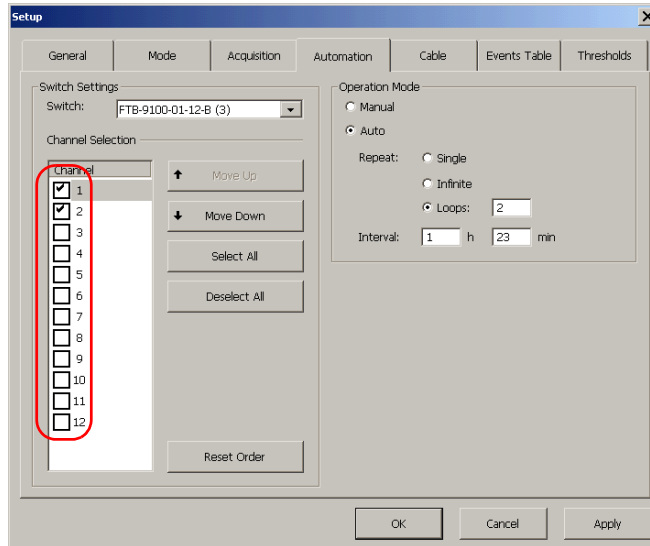 Setup
General Mode Acquisition Automation Cable Events Table Thresholds
Switch Settings
Switch: FTB-9100-01-12-B (3)
Channel Selection
Channel
1
2
3
4
5
6
7
8
9
10
11
12
Move Up
Move Down
Select All
Deselect All
Reset Order
Operation Mode
Manual
Auto
Repeat: Single
Infinite
Loops: 2
Interval: 1 h 23 min
OK Cancel Apply